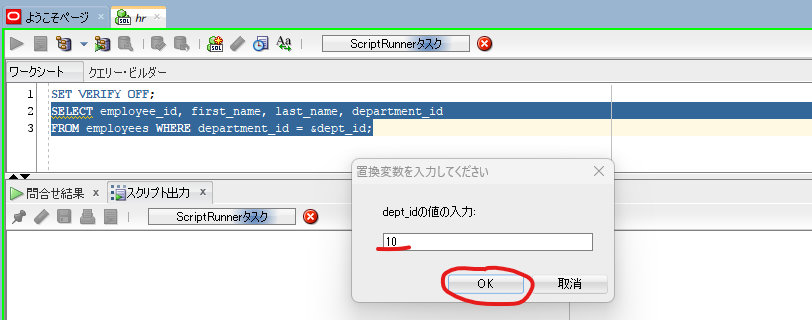 ようこそページ × hr ×
ScriptRunnerタスク
ワークシート クエリー・ビルダー
1 SET VERIFY OFF;
2 SELECT employee_id, first_name, last_name, department_id
3 FROM employees WHERE department_id = &dept_id;
問合せ結果 × スクリプト出力 ×
ScriptRunnerタスク
置換変数を入力してください
dept_idの値の入力:
10
OK 取消